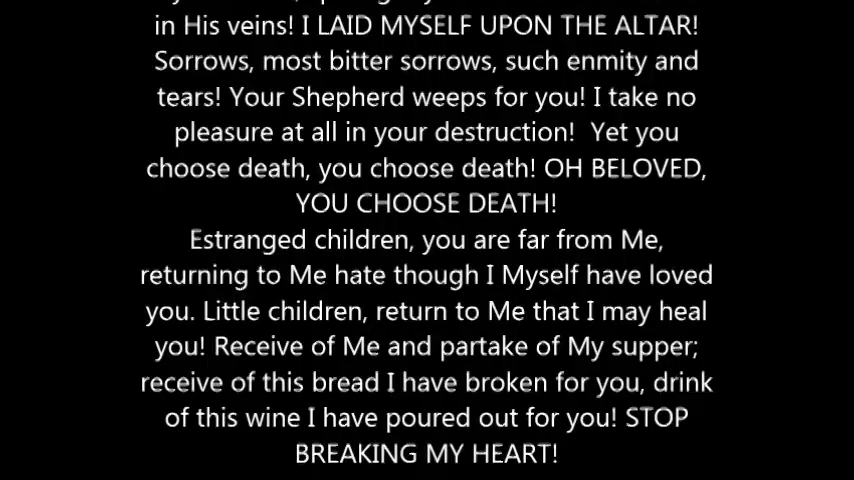 in His veins! I LAID MYSELF UPON THE ALTAR!
Sorrows, most bitter sorrows, such enmity and
tears! Your Shepherd weeps for you! I take no
pleasure at all in your destruction!  Yet you
choose death, you choose death! OH BELOVED,
YOU CHOOSE DEATH!
Estranged children, you are far from Me,
returning to Me hate though I Myself have loved
you. Little children, return to Me that I may heal
you! Receive of Me and partake of My supper;
receive of this bread I have broken for you, drink
of this wine I have poured out for you! STOP
BREAKING MY HEART!